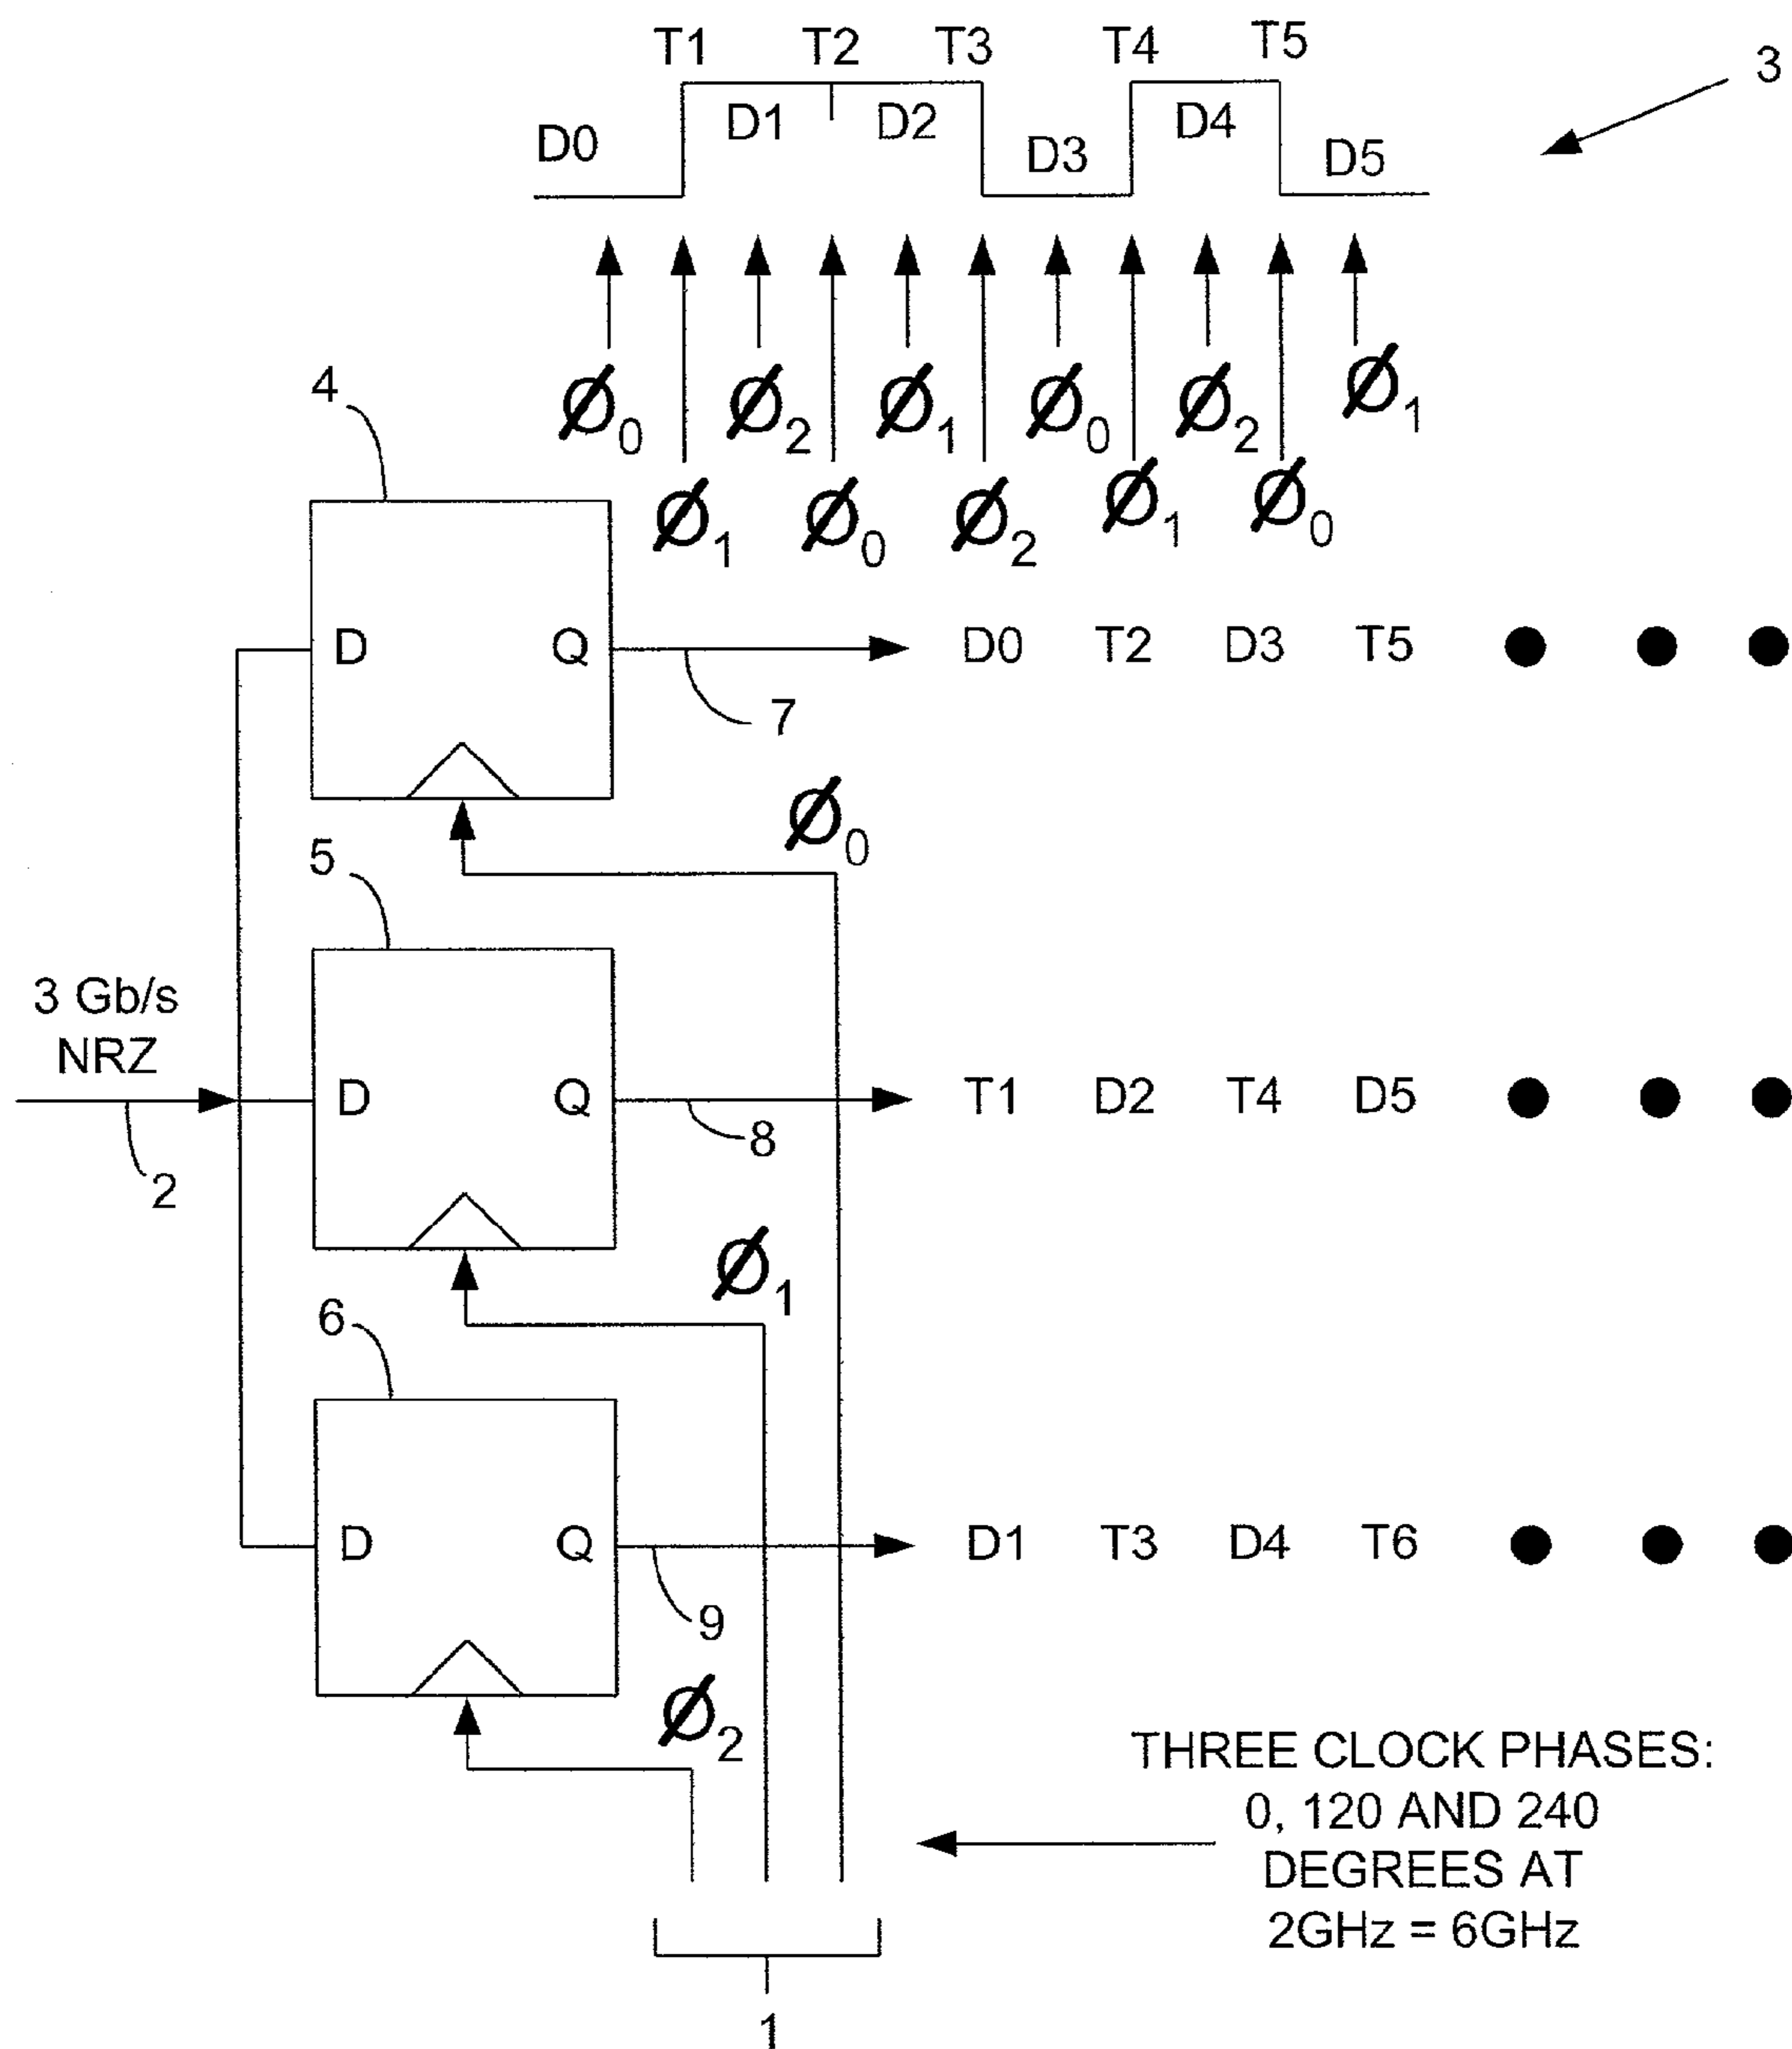 T1 T2 T3 T4 T5
3
D0 D1 D2 D3 D4 D5
Ø0 Ø2 Ø1 Ø0 Ø2 Ø1
Ø1 Ø0 Ø2 Ø1 Ø0
4
D Q
7
D0 T2 D3 T5
Ø0
5
3 Gb/s
NRZ
2
D Q
8
T1 D2 T4 D5
Ø1
6
D Q
9
D1 T3 D4 T6
Ø2
THREE CLOCK PHASES:
0, 120 AND 240
DEGREES AT
2GHz = 6GHz
1